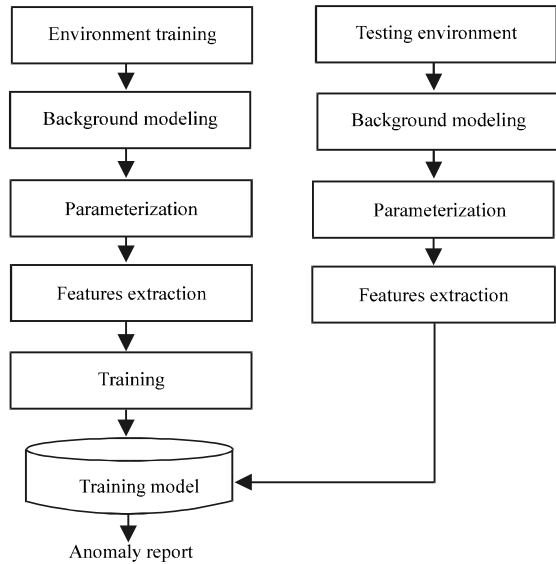 Environment training
Background modeling
Parameterization
Features extraction
Training
Training model
Anomaly report
Testing environment
Background modeling
Parameterization
Features extraction